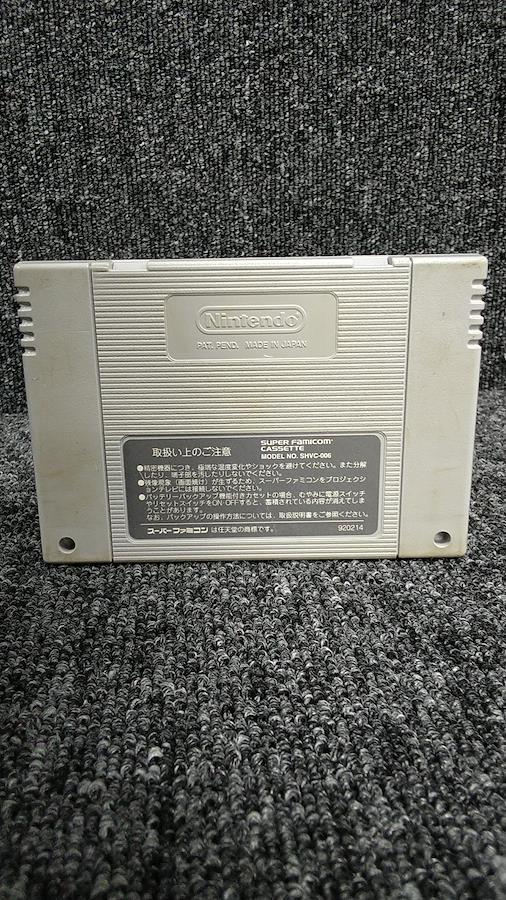 Nintendo
PAT. PEND. MADE IN JAPAN
取扱い上のご注意
SUPER FAMICOM
CASSETTE
MODEL NO. SHVC-006
●精密機器につき、極端な温度変化やショックを避けてください。また分解
したり、端子部を汚したりしないでください。
●残像現象(画面焼け)が生ずるため、スーパーファミコンをプロジェクシ
ョンテレビには接続しないでください。
●バッテリーバックアップ機能付きカセットの場合、むやみに電源スイッチ
やリセットスイッチをON・OFFすると、蓄積されている内容が消えてしま
うことがあります。
なお、バックアップの操作方法については、取扱説明書をご参照ください。
スーパーファミコンは任天堂の商標です。
920214